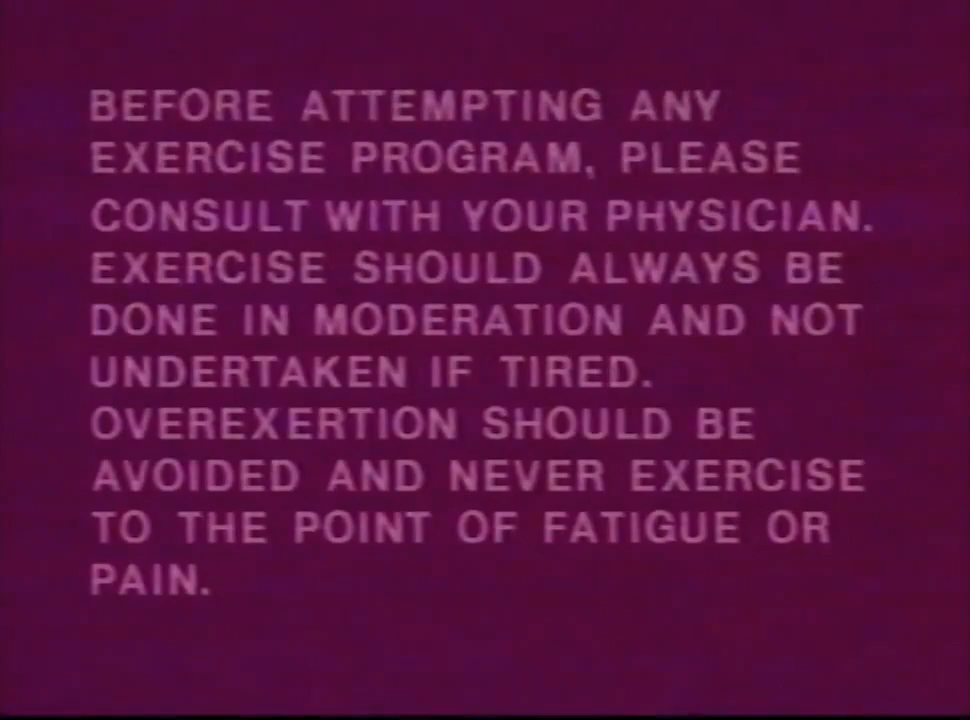 BEFORE ATTEMPTING ANY
EXERCISE PROGRAM, PLEASE
CONSULT WITH YOUR PHYSICIAN.
EXERCISE SHOULD ALWAYS BE
DONE IN MODERATION AND NOT
UNDERTAKEN IF TIRED.
OVEREXERTION SHOULD BE
AVOIDED AND NEVER EXERCISE
TO THE POINT OF FATIGUE OR
PAIN.